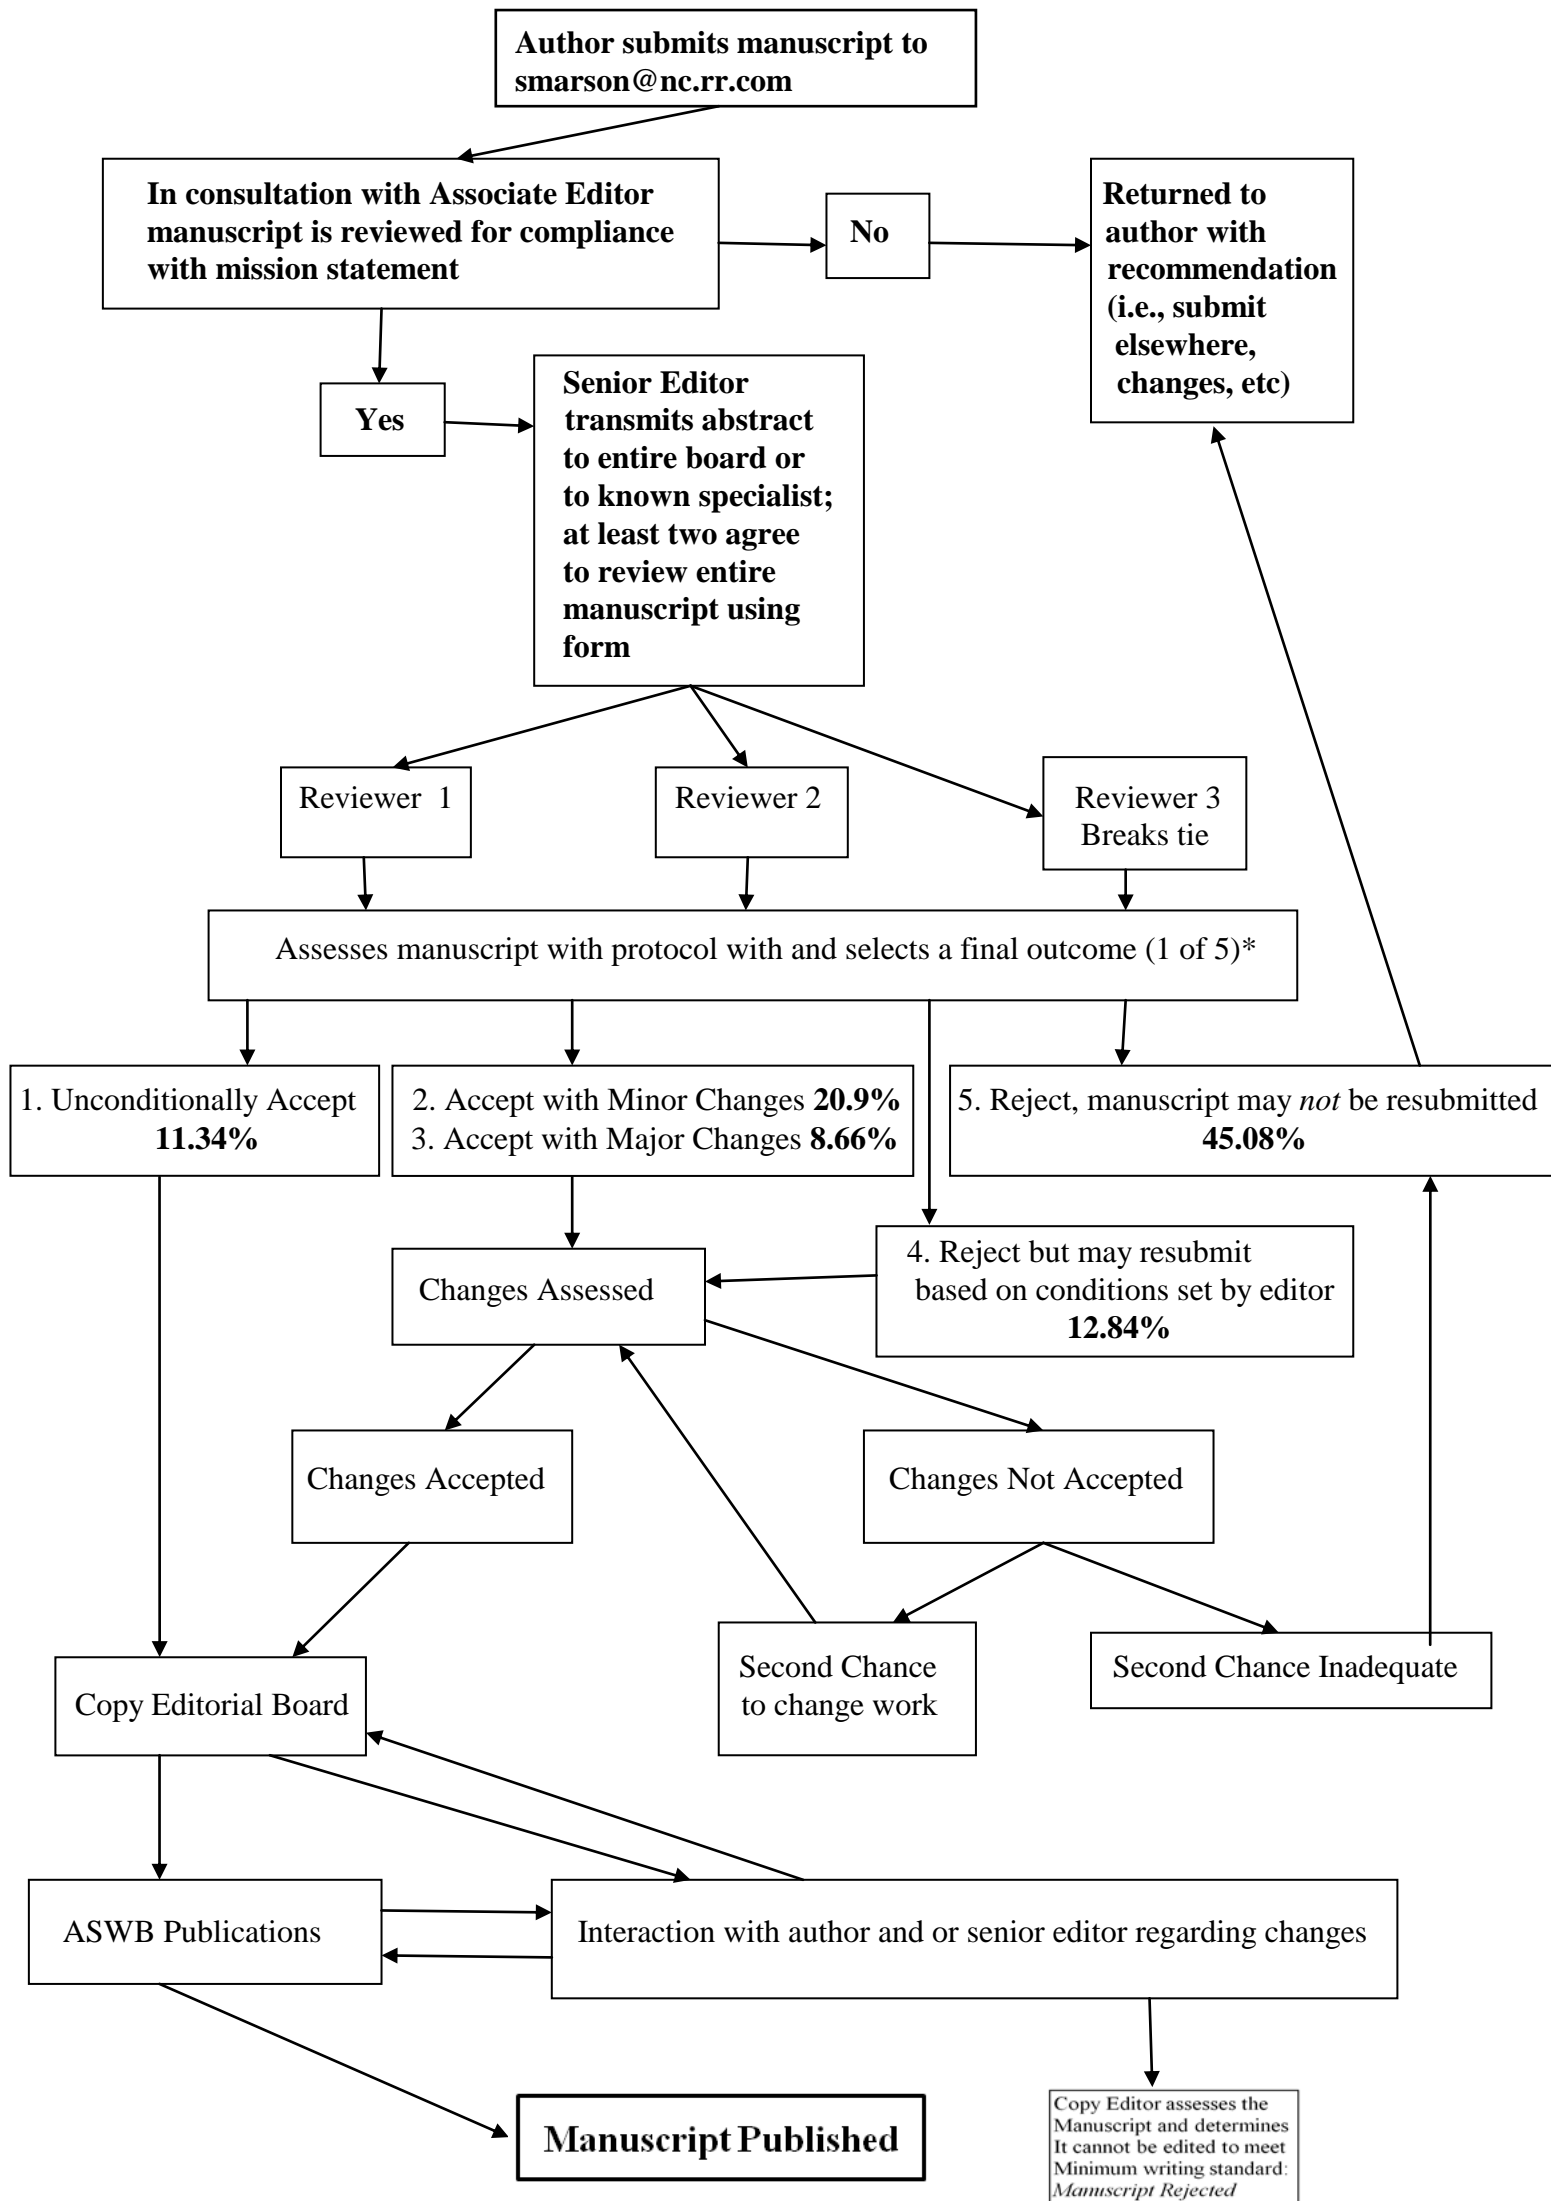 Author submits manuscript to
smarson@nc.rr.com
In consultation with Associate Editor
manuscript is reviewed for compliance
with mission statement
No
Returned to
author with
recommendation
(i.e., submit
elsewhere,
changes, etc)
Yes
Senior Editor
transmits abstract
to entire board or
to known specialist;
at least two agree
to review entire
manuscript using
form
Reviewer 1
Reviewer 2
Reviewer 3
Breaks tie
Assesses manuscript with protocol with and selects a final outcome (1 of 5)*
1. Unconditionally Accept
11.34%
2. Accept with Minor Changes 20.9%
3. Accept with Major Changes 8.66%
5. Reject, manuscript may not be resubmitted
45.08%
4. Reject but may resubmit
based on conditions set by editor
12.84%
Changes Assessed
Changes Accepted
Changes Not Accepted
Second Chance
to change work
Second Chance Inadequate
Copy Editorial Board
ASWB Publications
Interaction with author and or senior editor regarding changes
Manuscript Published
Copy Editor assesses the
Manuscript and determines
It cannot be edited to meet
Minimum writing standard:
Manuscript Rejected